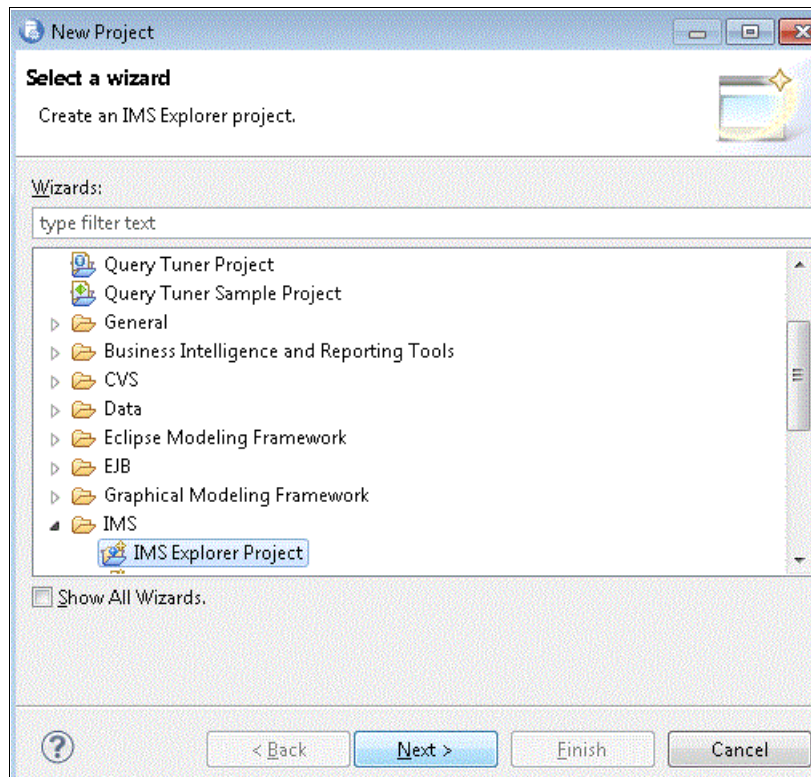 New Project
Select a wizard
Create an IMS Explorer project.
Wizards:
type filter text
Query Tuner Project
Query Tuner Sample Project
General
Business Intelligence and Reporting Tools
CVS
Data
Eclipse Modeling Framework
EJB
Graphical Modeling Framework
IMS
IMS Explorer Project
Show All Wizards.
? < Back Next > Finish Cancel